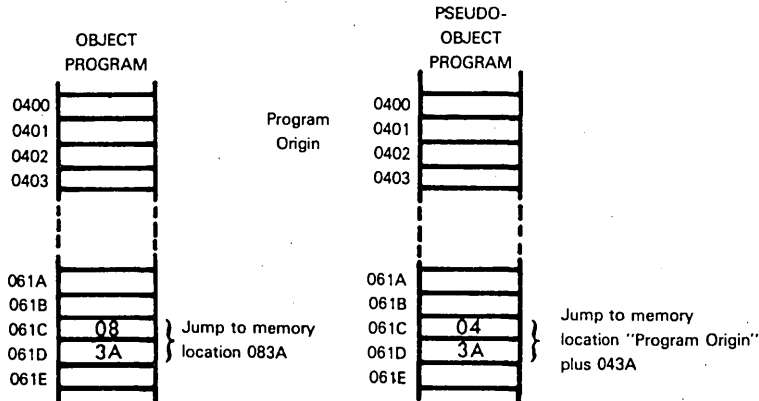 OBJECT
PROGRAM
0400
0401
0402
0403
061A
061B
061C 08
061D 3A
061E
Jump to memory
location 083A
Program
Origin
PSEUDO-
OBJECT
PROGRAM
0400
0401
0402
0403
061A
061B
061C 04
061D 3A
061E
Jump to memory
location "Program Origin"
plus 043A